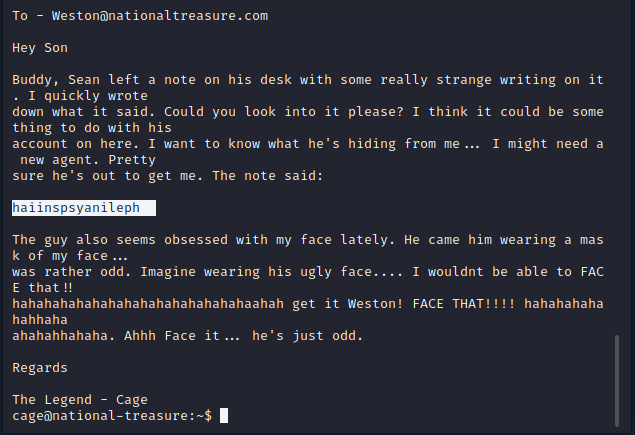 To - Weston@nationaltreasure.com
Hey Son
Buddy, Sean left a note on his desk with some really strange writing on it
. I quickly wrote
down what it said. Could you look into it please? I think it could be some
thing to do with his
account on here. I want to know what he's hiding from me... I might need a
 new agent. Pretty
sure he's out to get me. The note said:
haiinspsyanileph
The guy also seems obsessed with my face lately. He came him wearing a mas
k of my face...
was rather odd. Imagine wearing his ugly face.... I wouldnt be able to FAC
E that!!
hahahahahahahahahahahahahahahaahah get it Weston! FACE THAT!!!! hahahahaha
hahhaha
ahahahhahaha. Ahhh Face it... he's just odd.
Regards
The Legend - Cage
cage@national-treasure:~$